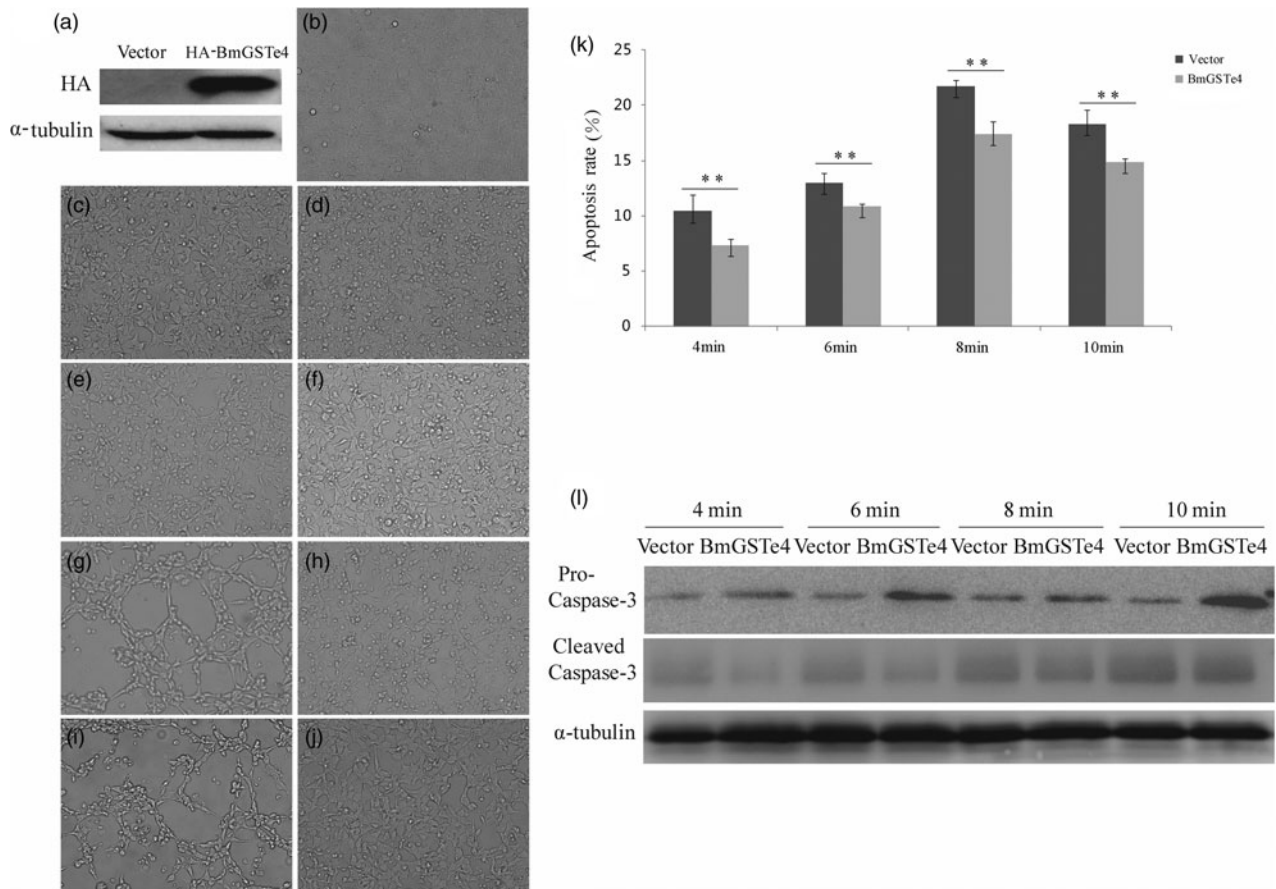 (a)
Vector HA-BmGSTe4
HA
α-tubulin
(b)
(c)
(d)
(e)
(f)
(g)
(h)
(i)
(j)
(k)
25
20
15
10
5
0
Apoptosis rate (%)
Vector
BmGSTe4
**
**
**
**
4min 6min 8min 10min
(l)
4 min 6 min 8 min 10 min
Vector BmGSTe4 Vector BmGSTe4 Vector BmGSTe4 Vector BmGSTe4
Pro-
Caspase-3
Cleaved
Caspase-3
α-tubulin